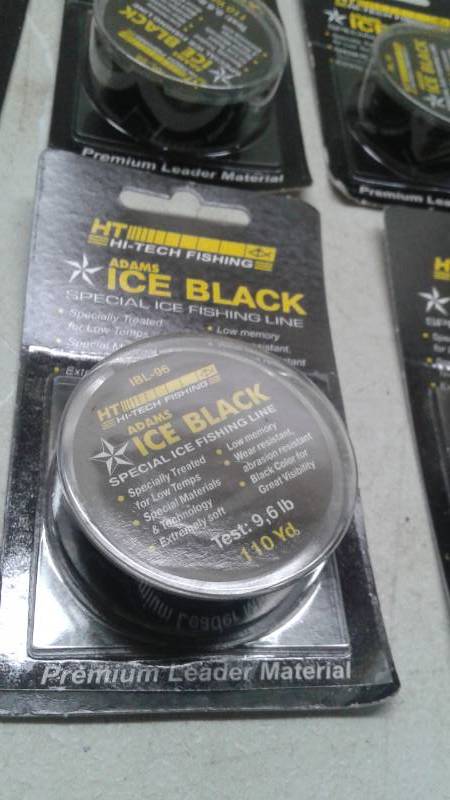 ICE BLACK
Premium Leader Material
Premium Leader
HT
HI-TECH FISHING
ADAMS
ICE BLACK
SPECIAL ICE FISHING LINE
• Specially Treated
for Low Temps
• Special
• Low memory
resistant,
IBL-96
HT
HI-TECH FISHING
ADAMS
ICE BLACK
SPECIAL ICE FISHING LINE
• Specially Treated
for Low Temps
• Special Materials
& Technology
• Extremely soft
• Low memory
• Wear resistant,
abrasion resistant
• Black Color for
Great Visibility
Test: 9,6 lb
110 Yd.
Premium Leader Material